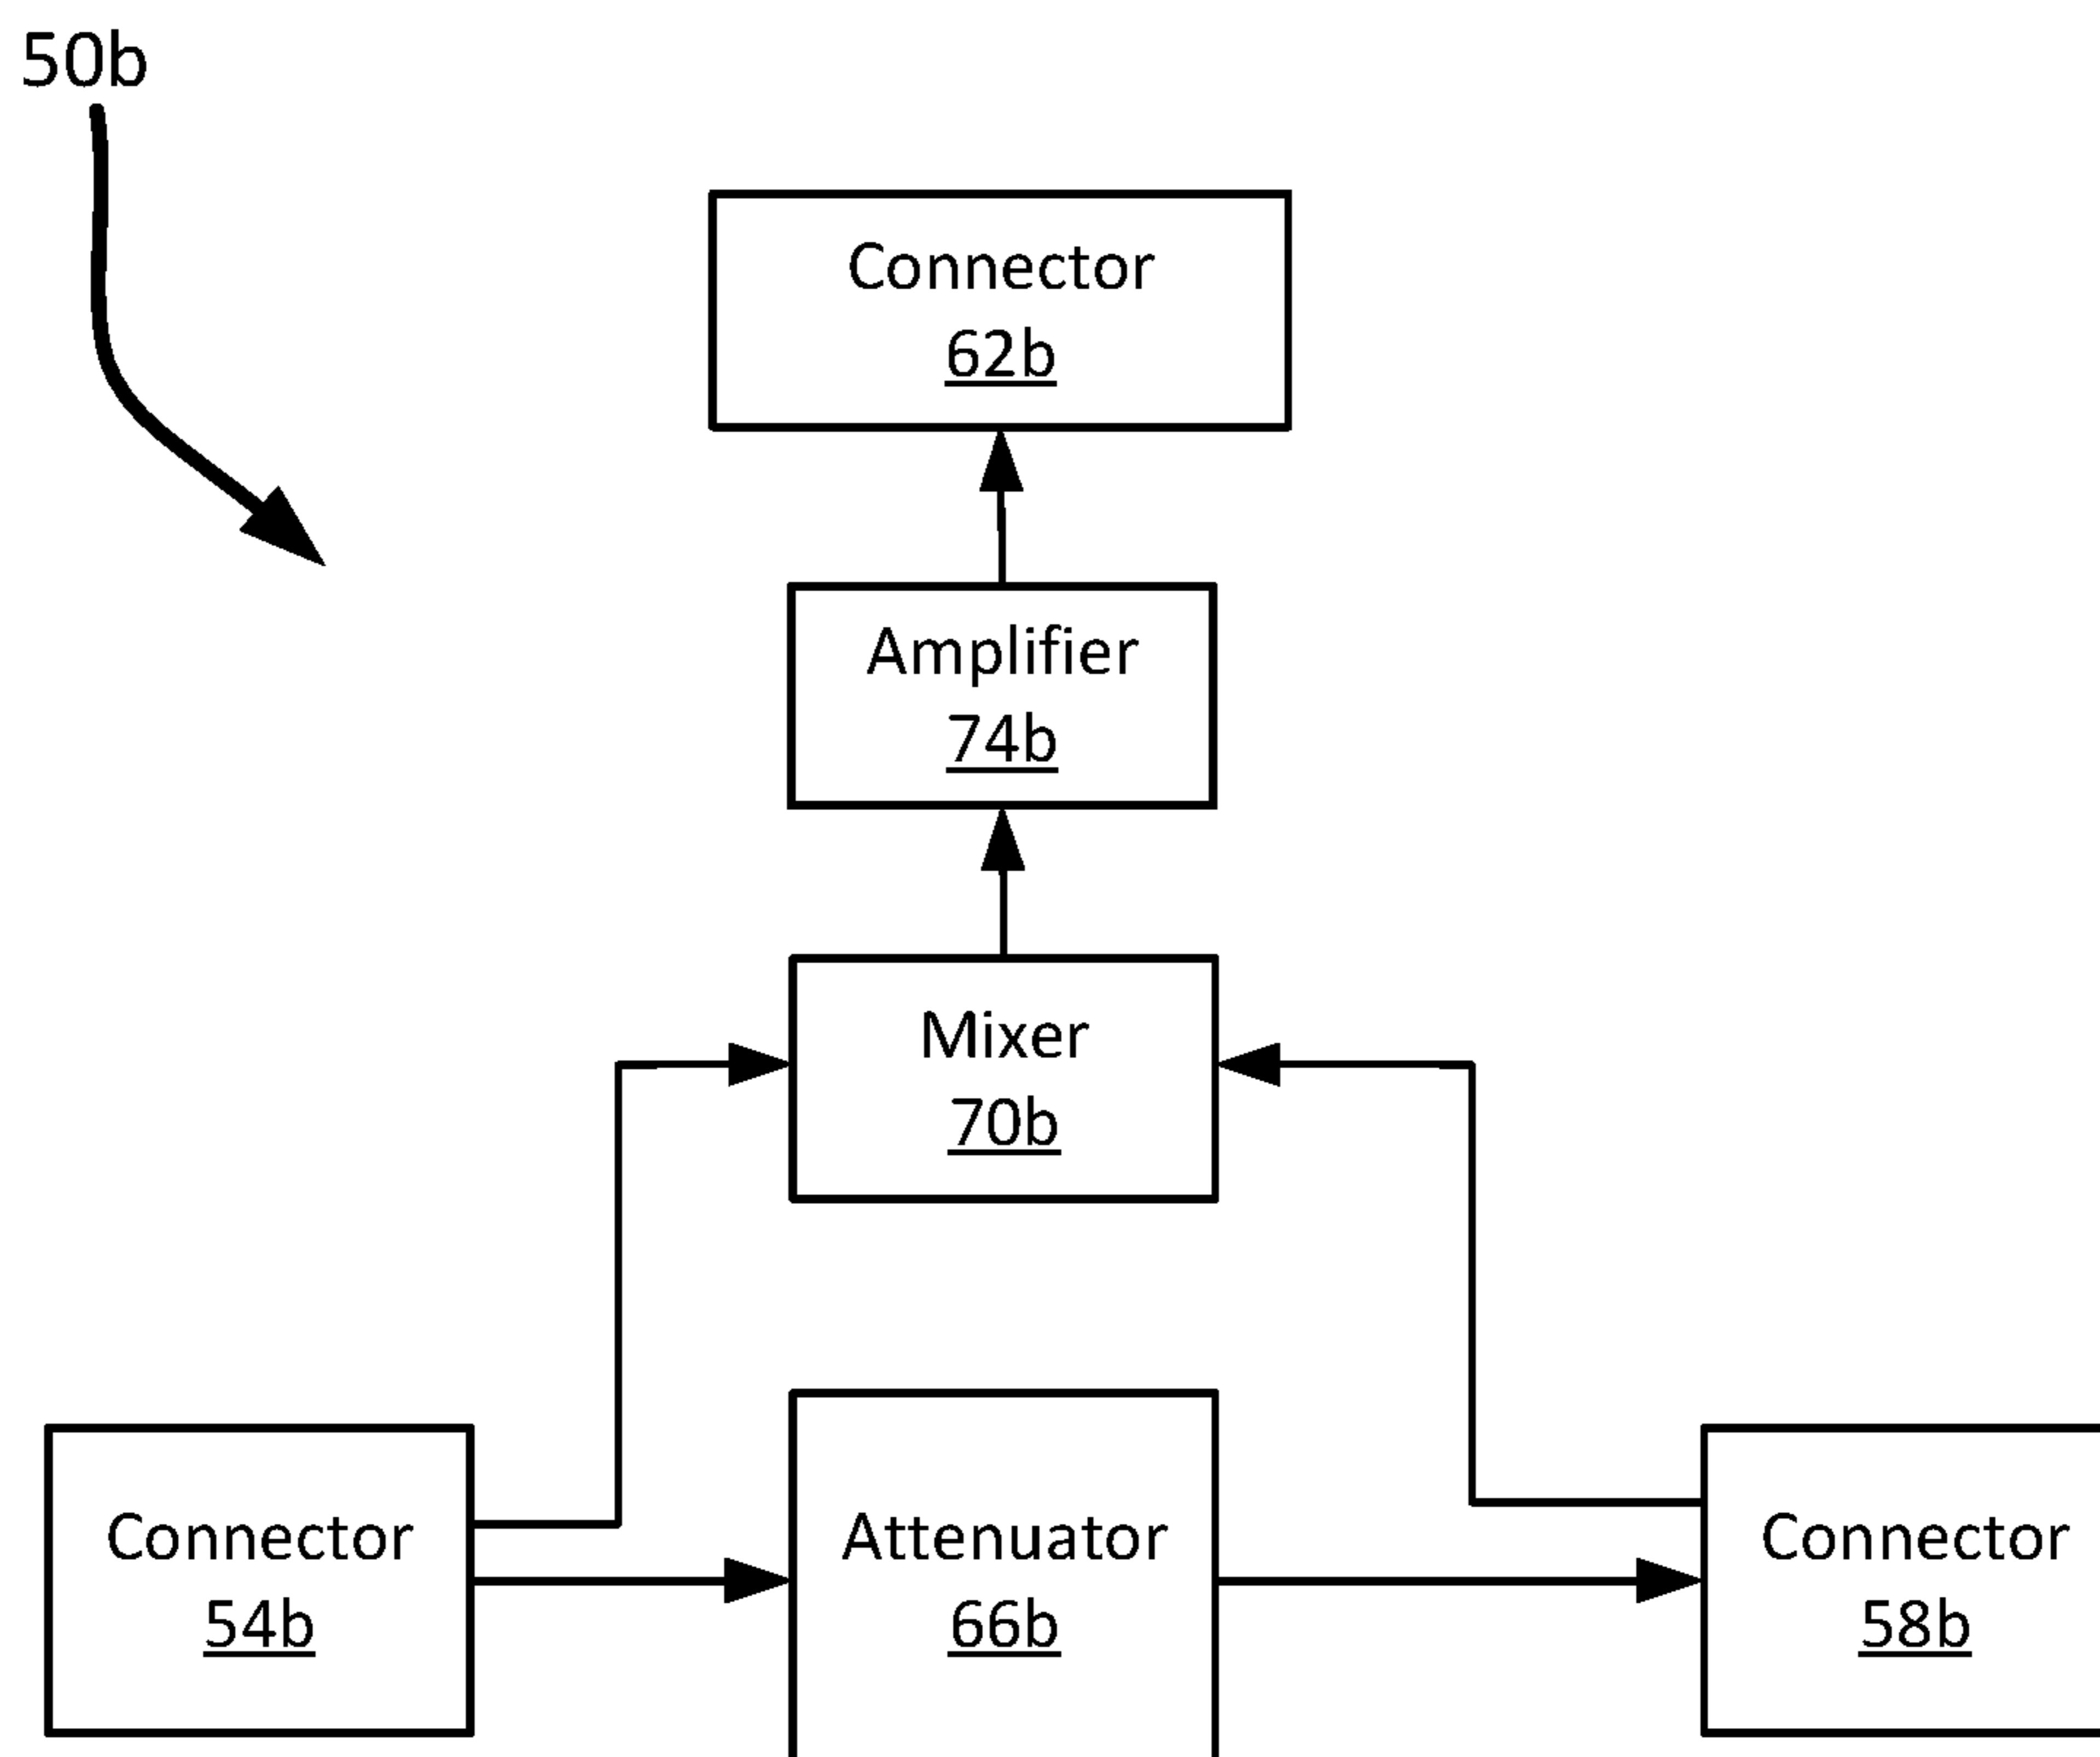 50b
Connector
62b
Amplifier
74b
Mixer
70b
Connector
54b
Attenuator
66b
Connector
58b